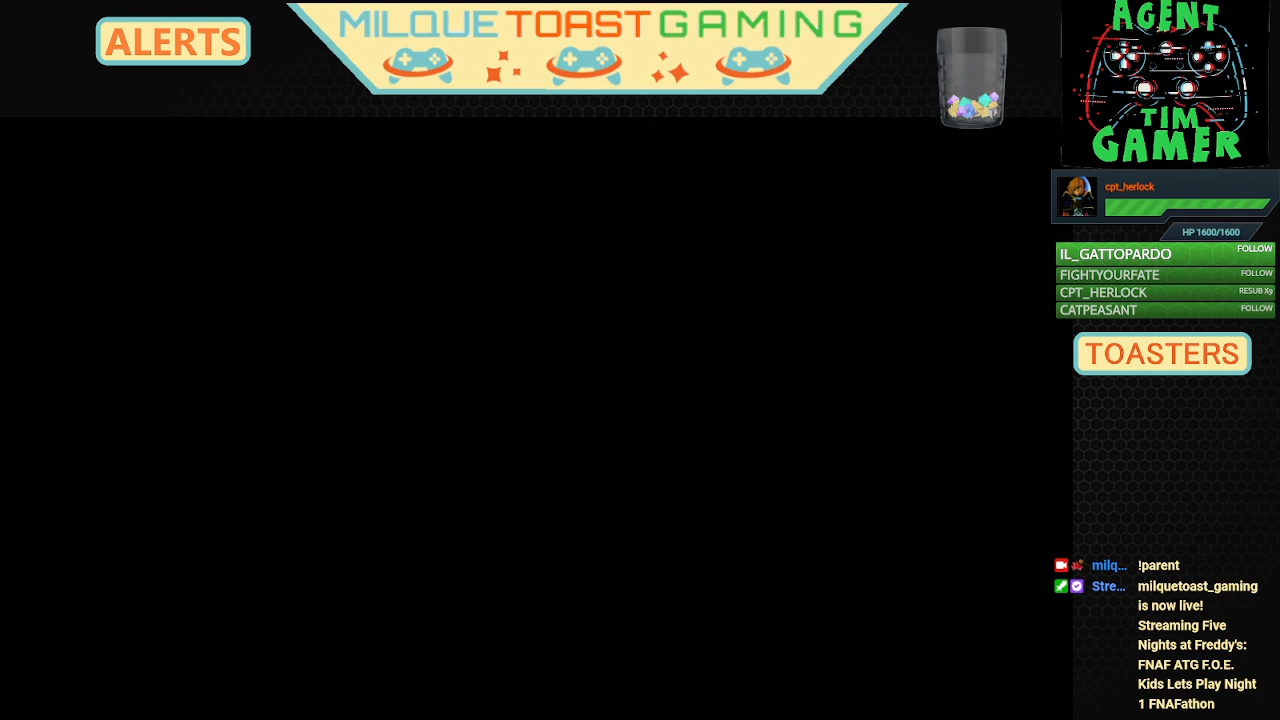 ALERTS
MILQUE TOAST GAMING
AGENT
TIM
GAMER
cpt_herlock
HP 1600/1600
IL_GATTOPARDO FOLLOW
FIGHTYOURFATE FOLLOW
CPT_HERLOCK RESUB X9
CATPEASANT FOLLOW
TOASTERS
milq... !parent
Stre... milquetoast_gaming
is now live!
Streaming Five
Nights at Freddy's:
FNAF ATG F.O.E.
Kids Lets Play Night
1 FNAFathon